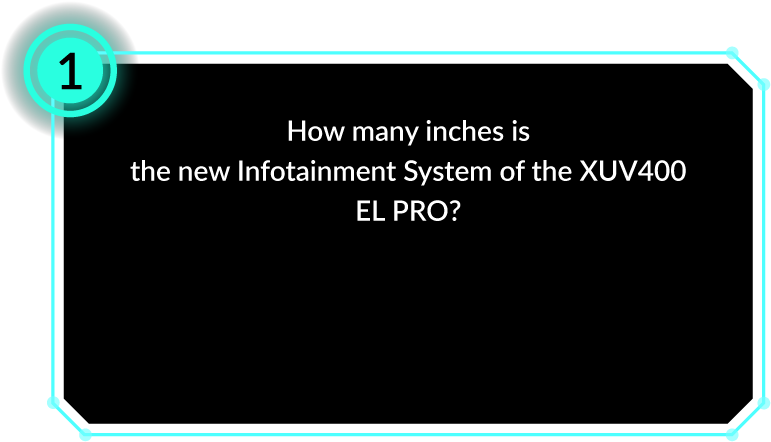 1
How many inches is
the new Infotainment System of the XUV400
EL PRO?